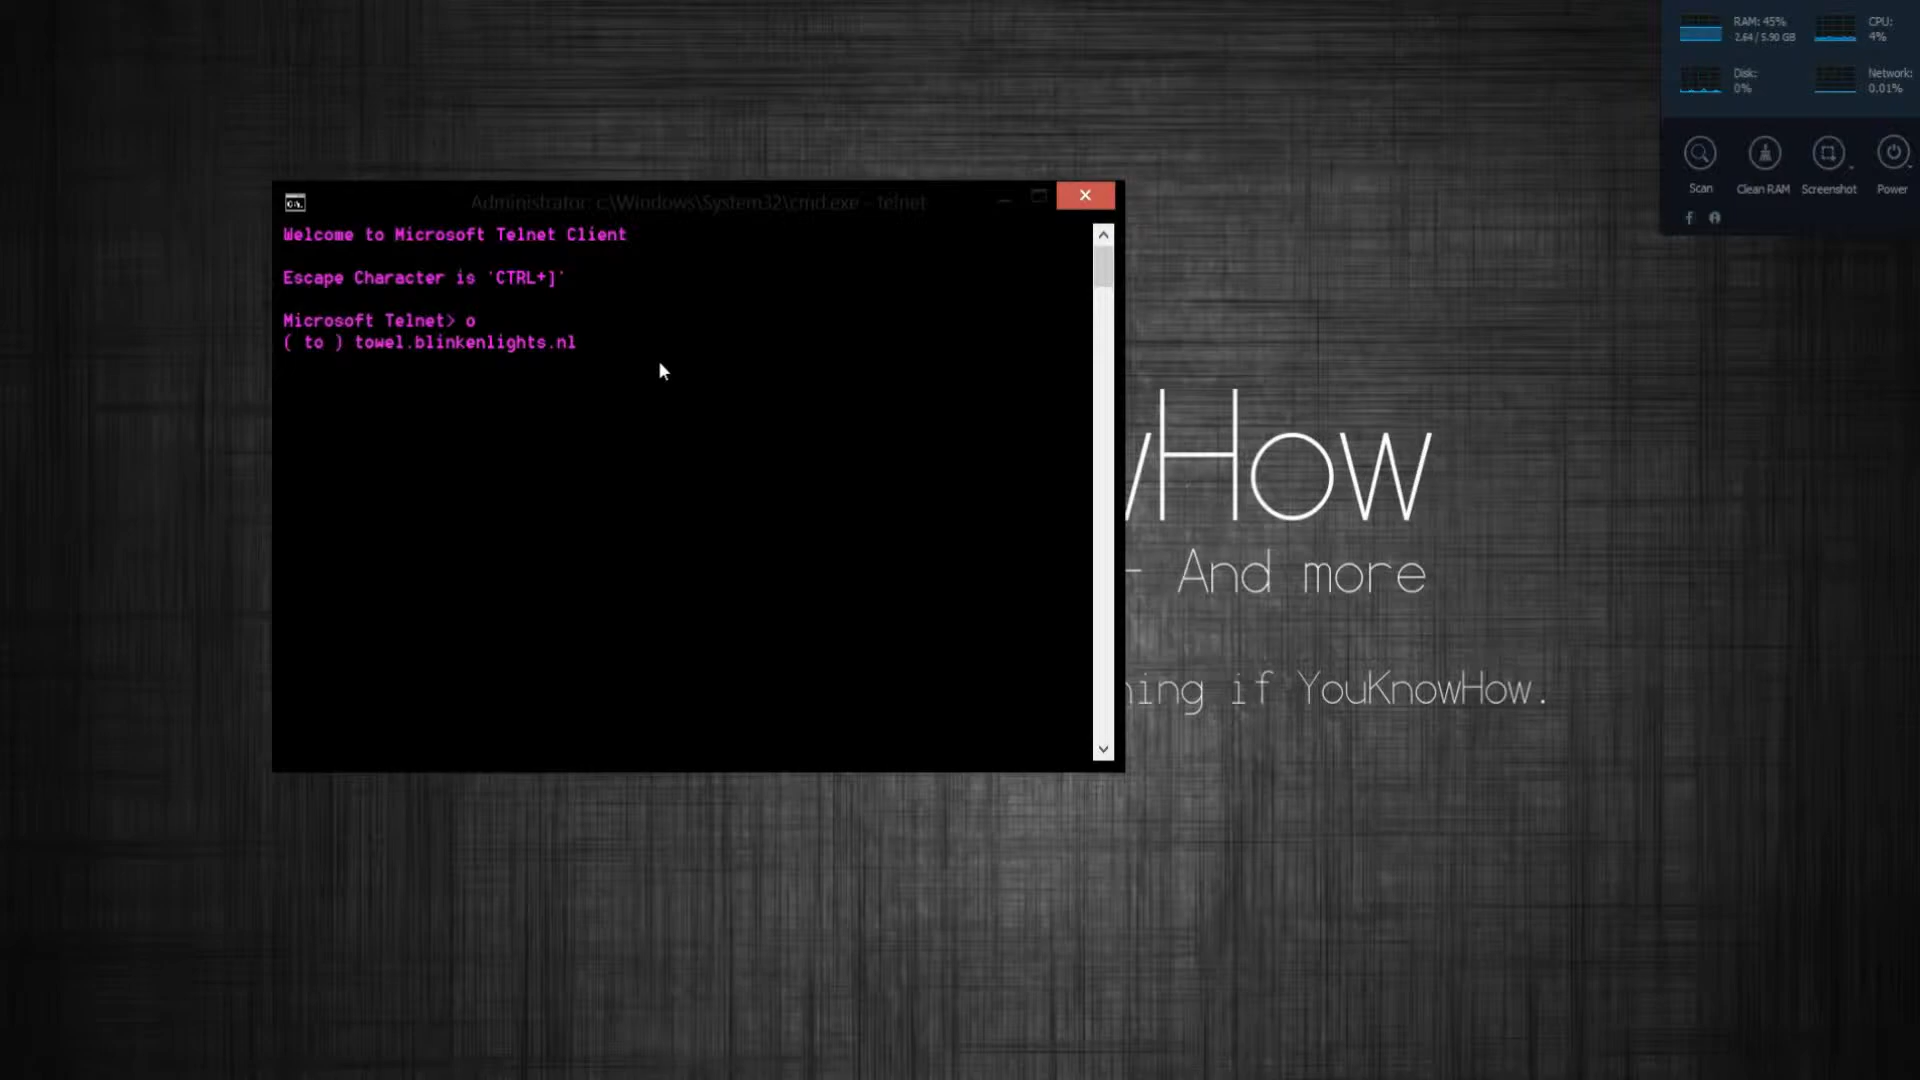 RAM: 45%
2.64 / 5.90 GB
CPU:
4%
Disk:
0%
Network:
0.01%
Scan
Clean RAM
Screenshot
Power
Administrator: c:\Windows\System32\cmd.exe - telnet
Welcome to Microsoft Telnet Client
Escape Character is 'CTRL+]'
Microsoft Telnet> o
( to ) towel.blinkenlights.nl
wHow
- And more
hing if YouKnowHow.